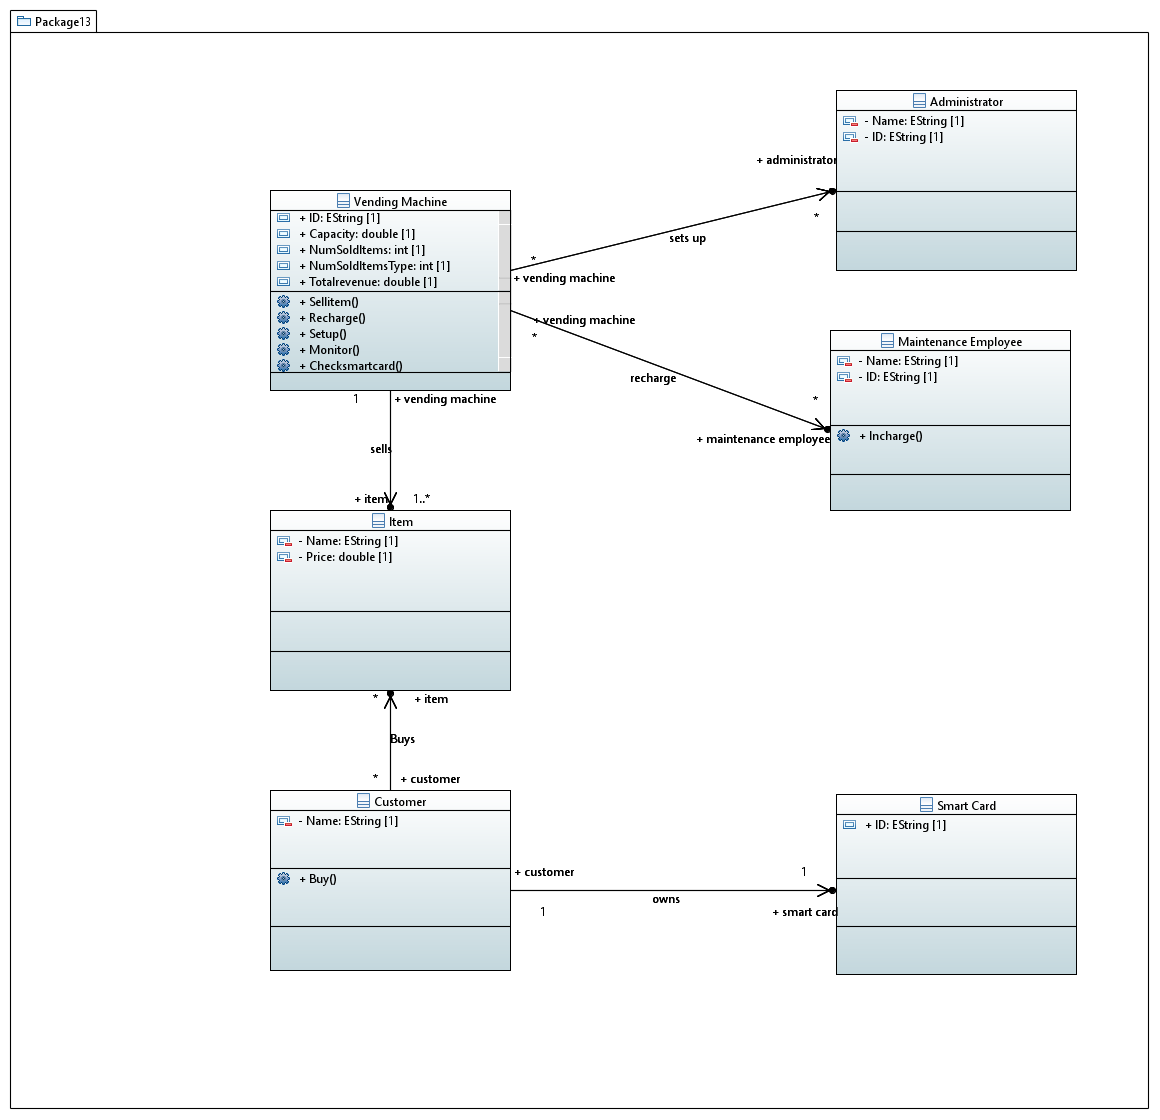 Package13
Administrator
- Name: EString [1]
- ID: EString [1]
+ administrator
*
sets up
Vending Machine
+ ID: EString [1]
+ Capacity: double [1]
+ NumSoldItems: int [1]
+ NumSoldItemsType: int [1]
+ Totalrevenue: double [1]
+ Sellitem()
+ Recharge()
+ Setup()
+ Monitor()
+ Checksmartcard()
*
+ vending machine
+ vending machine
*
recharge
Maintenance Employee
- Name: EString [1]
- ID: EString [1]
+ Incharge()
*
+ maintenance employee
1
+ vending machine
sells
+ item
1..*
Item
- Name: EString [1]
- Price: double [1]
*
+ item
Buys
*
+ customer
Customer
- Name: EString [1]
+ Buy()
+ customer
1
owns
1
+ smart card
Smart Card
+ ID: EString [1]